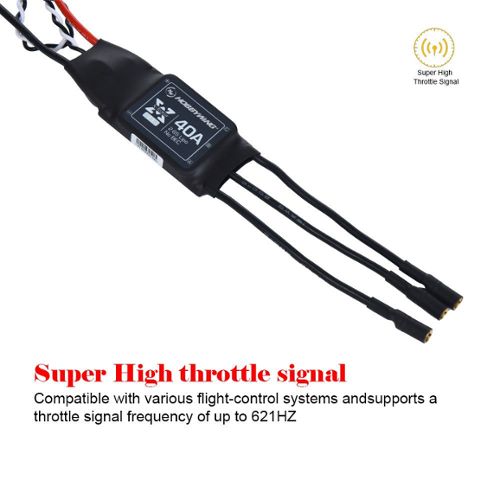 Super High
Throttle Signal
HOBBYWING
40A
2-6S Lipo
No BEC
Super High throttle signal
Compatible with various flight-control systems andsupports a
throttle signal frequency of up to 621HZ